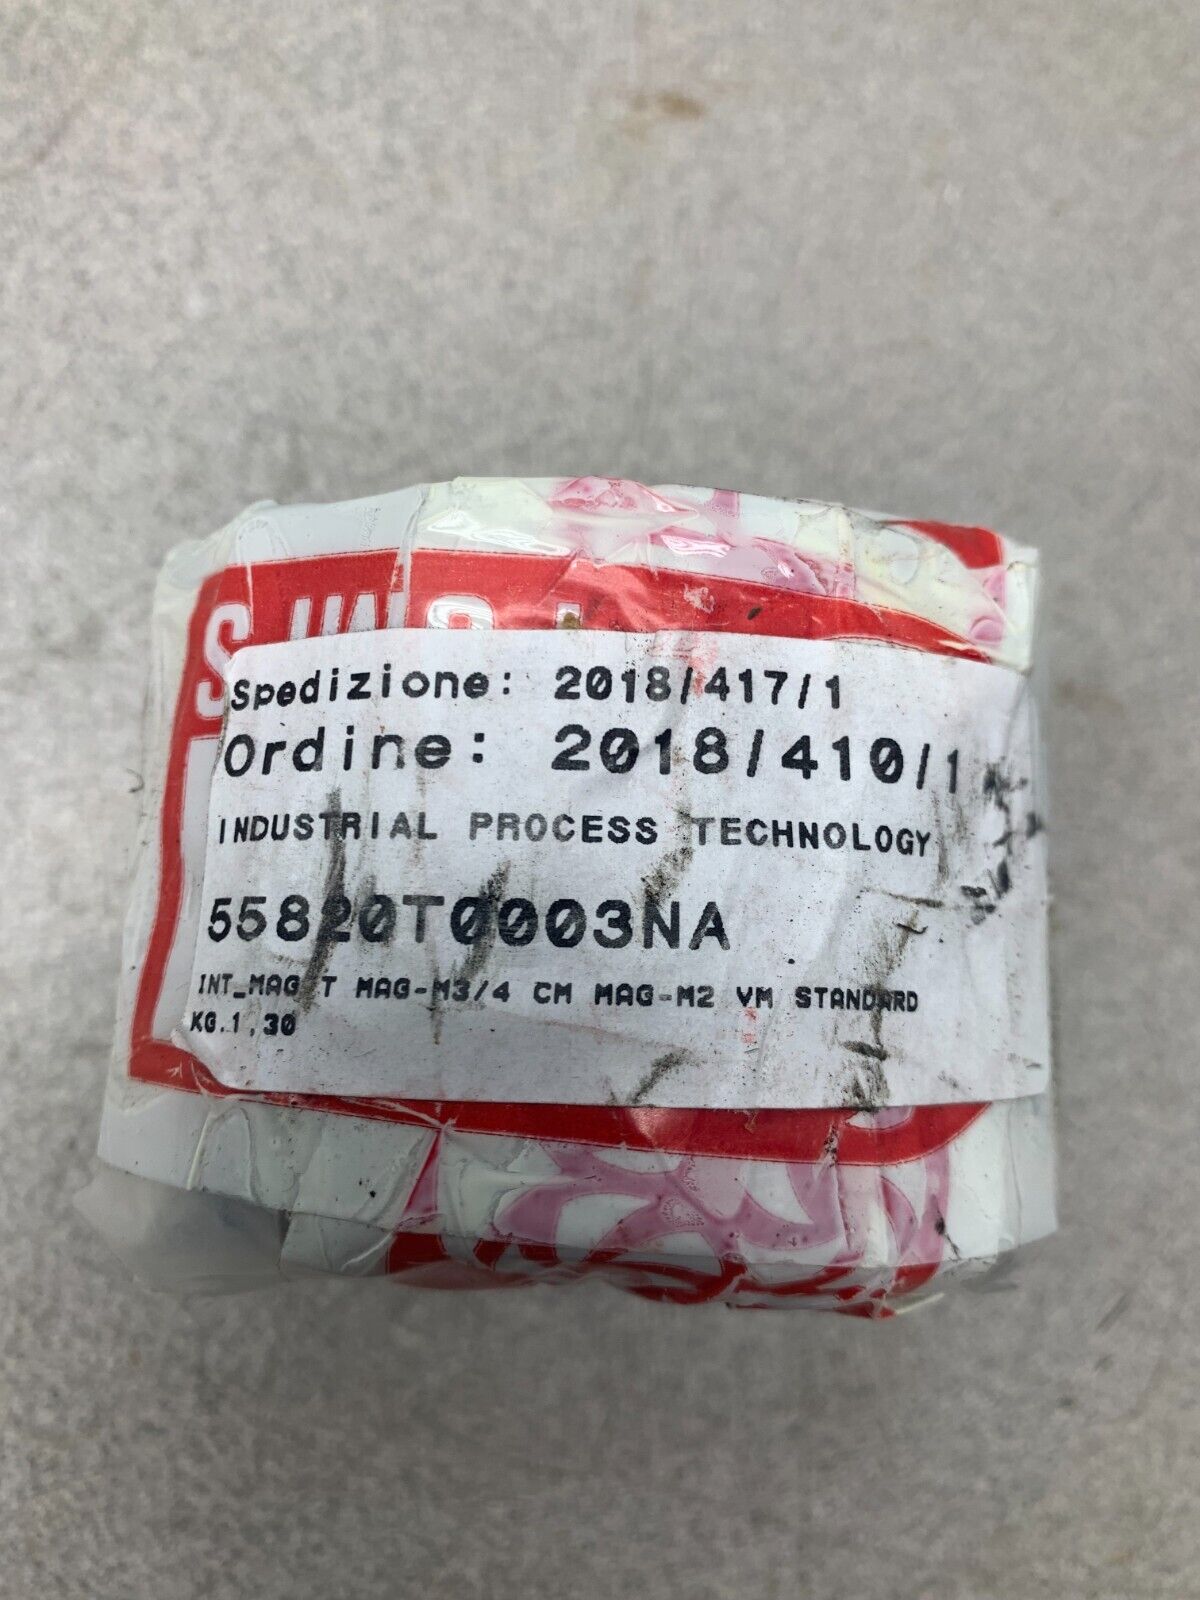 Spedizione: 2018/417/1
Ordine: 2018/410/1
INDUSTRIAL PROCESS TECHNOLOGY
55820T0003NA
INT_MAG T MAG-M3/4 CM MAG-M2 VM STANDARD
KG.1,30